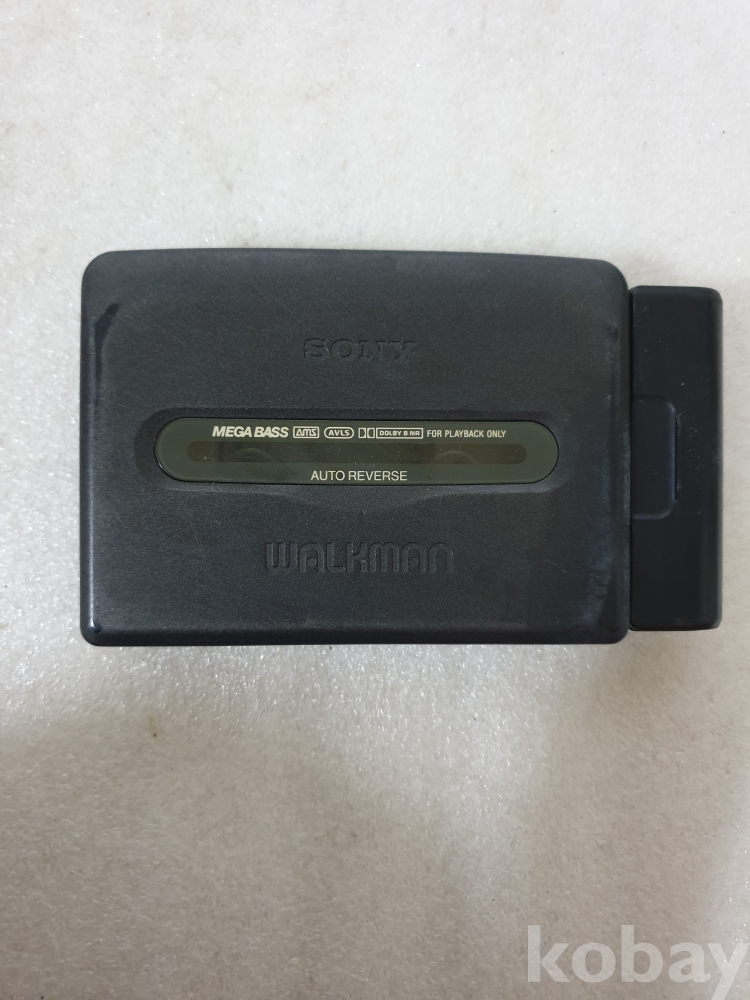 SONY
MEGA BASS AMS AVLS DOLBY B NR FOR PLAYBACK ONLY
AUTO REVERSE
WALKMAN
kobay